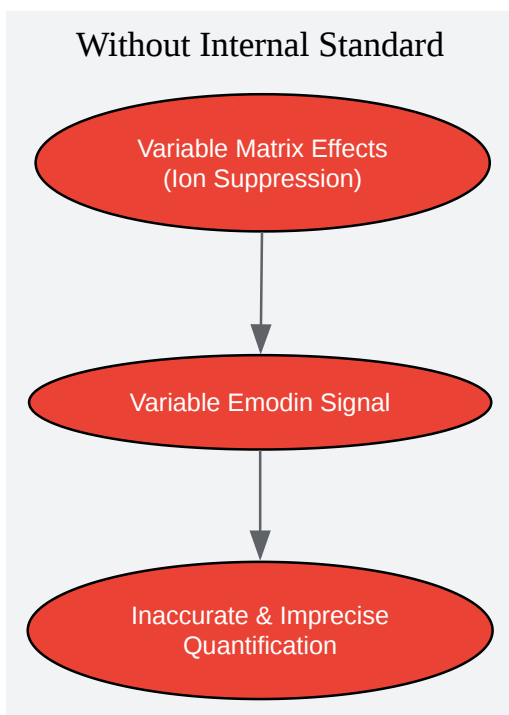 Without Internal Standard
Variable Matrix Effects
(Ion Suppression)
Variable Emodin Signal
Inaccurate & Imprecise
Quantification